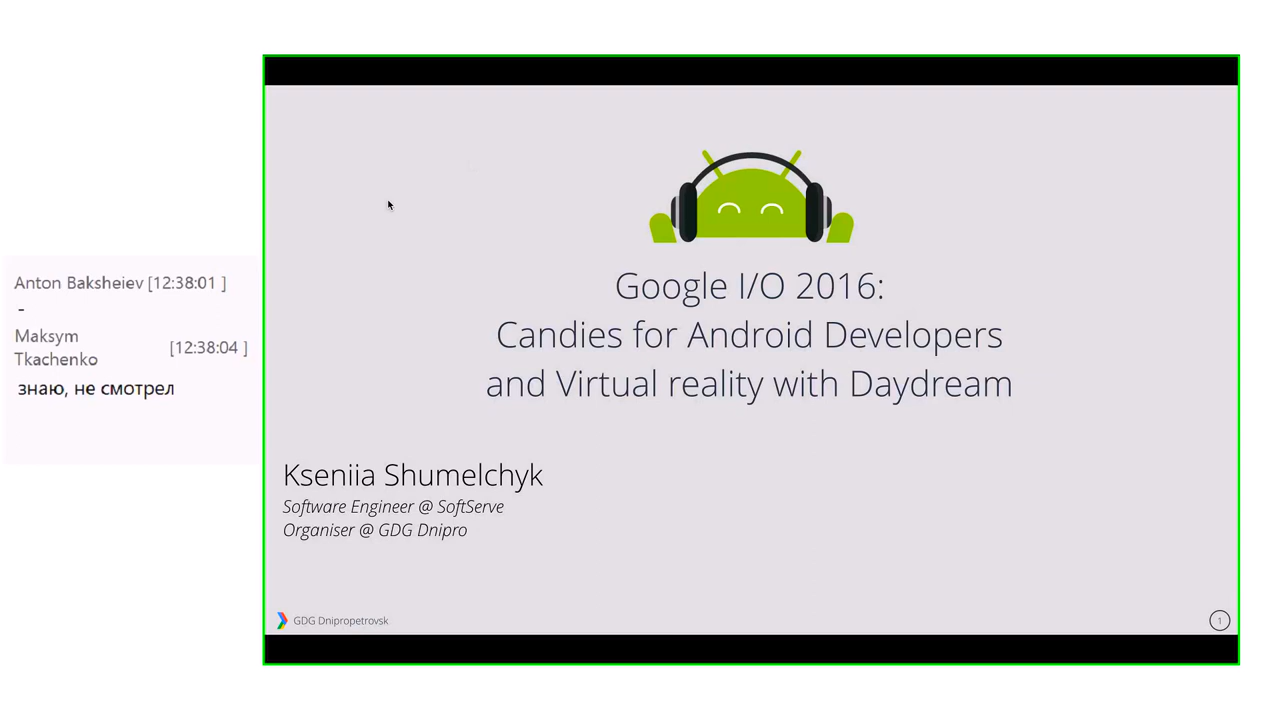 Anton Baksheiev [12:38:01 ]
-
Maksym
Tkachenko [12:38:04 ]
знаю, не смотрел
Google I/O 2016:
Candies for Android Developers
and Virtual reality with Daydream
Kseniia Shumelchyk
Software Engineer @ SoftServe
Organiser @ GDG Dnipro
GDG Dnipropetrovsk
1